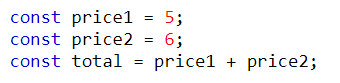 const price1 = 5;
const price2 = 6;
const total = price1 + price2;